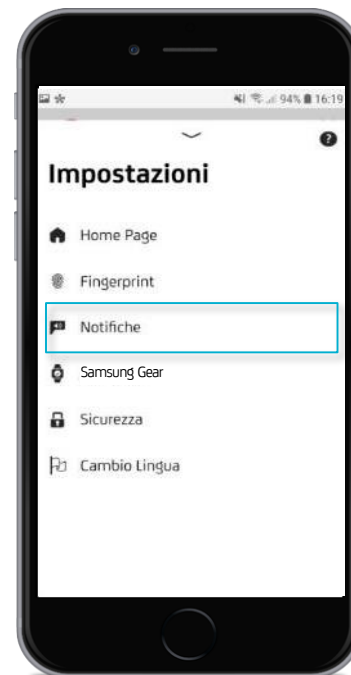 94% 16:19
?
Impostazioni
Home Page
Fingerprint
Notifiche
Samsung Gear
Sicurezza
Cambio Lingua